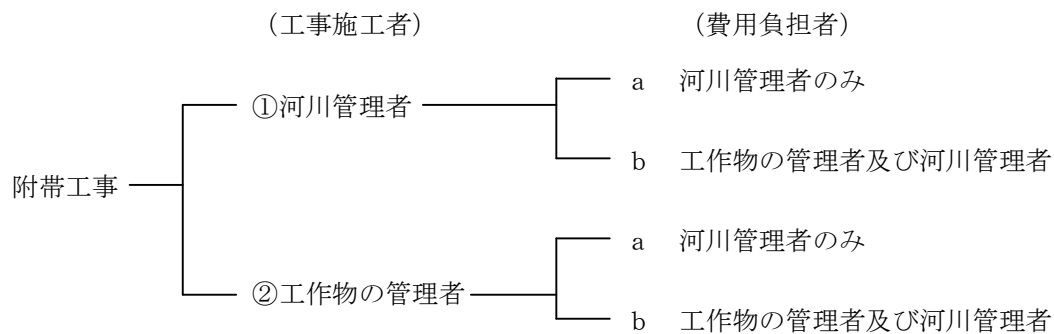 （工事施工者）　（費用負担者）
a　河川管理者のみ
①河川管理者
b　工作物の管理者及び河川管理者
附帯工事
a　河川管理者のみ
②工作物の管理者
b　工作物の管理者及び河川管理者